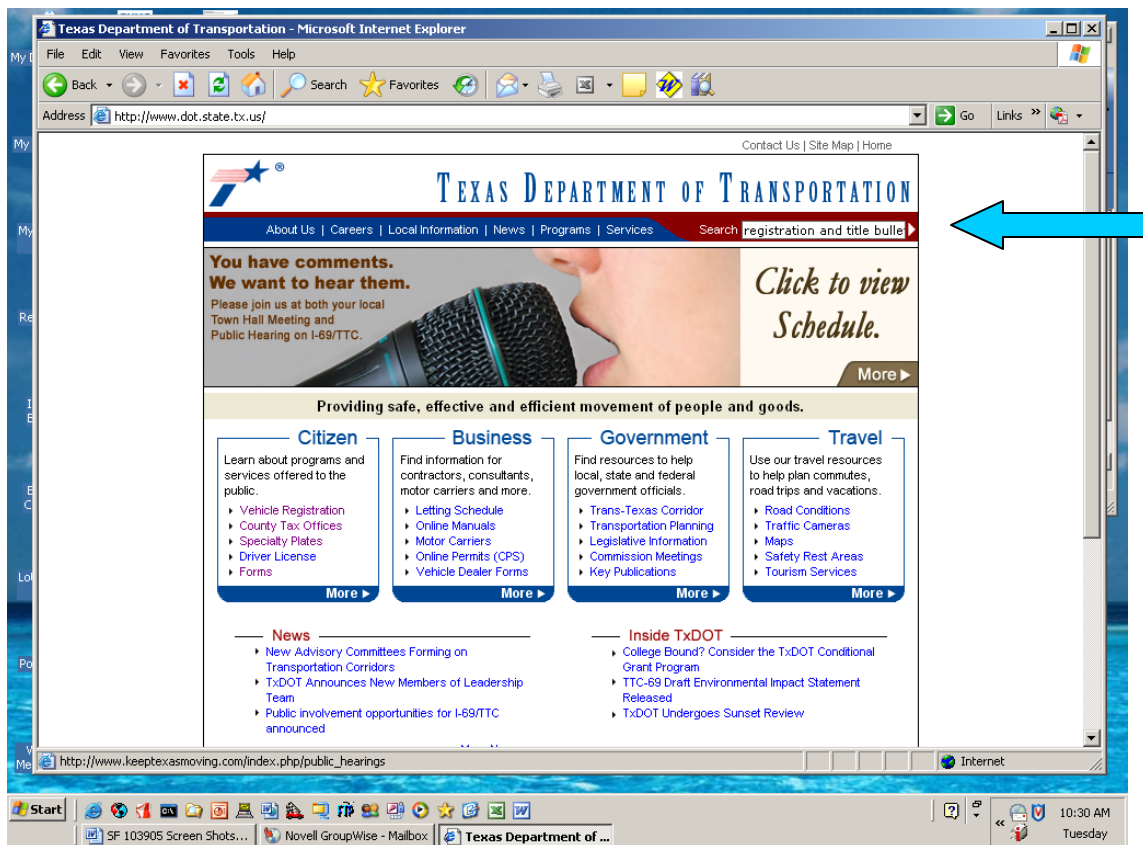 Texas Department of Transportation - Microsoft Internet Explorer
File Edit View Favorites Tools Help
Back Search Favorites
Address http://www.dot.state.tx.us/ Go Links »
Contact Us | Site Map | Home
®
TEXAS DEPARTMENT OF TRANSPORTATION
About Us | Careers | Local Information | News | Programs | Services Search registration and title bulle
You have comments.
We want to hear them.
Please join us at both your local
Town Hall Meeting and
Public Hearing on I-69/TTC.
Click to view
Schedule.
More
Providing safe, effective and efficient movement of people and goods.
Citizen
Learn about programs and
services offered to the
public.
Vehicle Registration
County Tax Offices
Specialty Plates
Driver License
Forms
More
Business
Find information for
contractors, consultants,
motor carriers and more.
Letting Schedule
Online Manuals
Motor Carriers
Online Permits (CPS)
Vehicle Dealer Forms
More
Government
Find resources to help
local, state and federal
government officials.
Trans-Texas Corridor
Transportation Planning
Legislative Information
Commission Meetings
Key Publications
More
Travel
Use our travel resources
to help plan commutes,
road trips and vacations.
Road Conditions
Traffic Cameras
Maps
Safety Rest Areas
Tourism Services
More
News
New Advisory Committees Forming on
Transportation Corridors
TxDOT Announces New Members of Leadership
Team
Public involvement opportunities for I-69/TTC
announced
Inside TxDOT
College Bound? Consider the TxDOT Conditional
Grant Program
TTC-69 Draft Environmental Impact Statement
Released
TxDOT Undergoes Sunset Review
http://www.keeptexasmoving.com/index.php/public_hearings Internet
Start 10:30 AM
SF 103905 Screen Shots... Novell GroupWise - Mailbox Texas Department of ... Tuesday